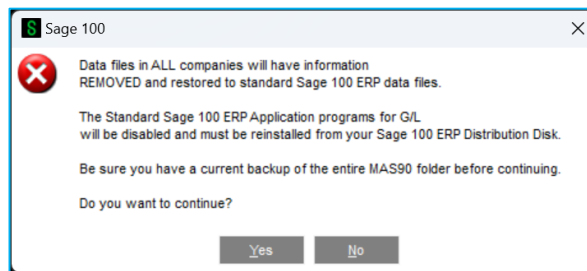 S Sage 100
Data files in ALL companies will have information
REMOVED and restored to standard Sage 100 ERP data files.
The Standard Sage 100 ERP Application programs for G/L
will be disabled and must be reinstalled from your Sage 100 ERP Distribution Disk.
Be sure you have a current backup of the entire MAS90 folder before continuing.
Do you want to continue?
Yes No